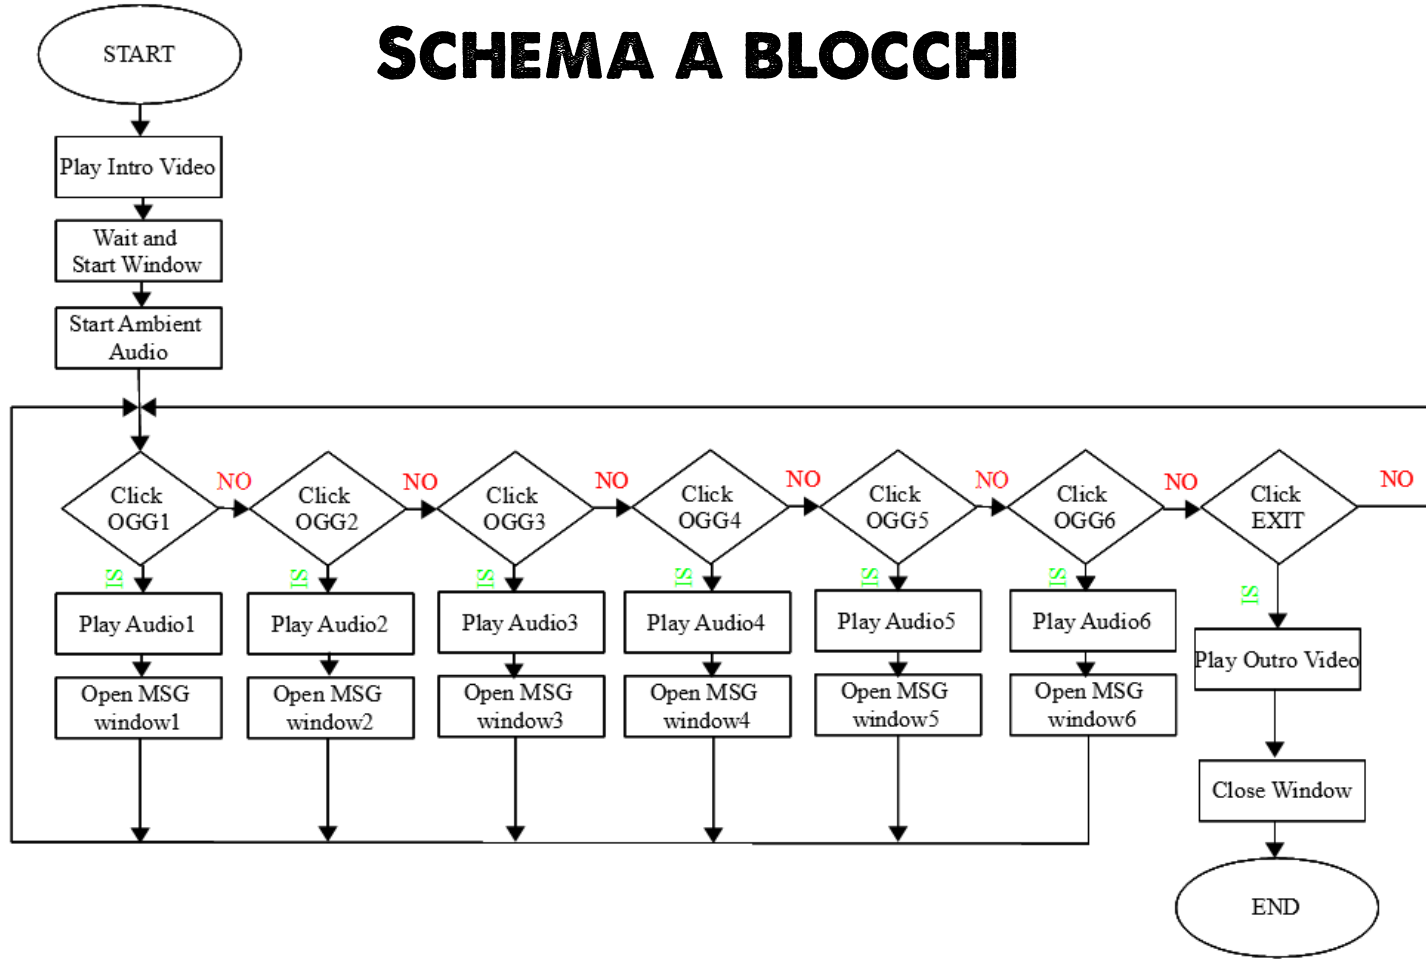 START
SCHEMA A BLOCCHI
Play Intro Video
Wait and
Start Window
Start Ambient
Audio
Click
OGG1
NO
Click
OGG2
NO
Click
OGG3
NO
Click
OGG4
NO
Click
OGG5
NO
Click
OGG6
NO
Click
EXIT
NO
SI
SI
SI
SI
SI
SI
SI
Play Audio1
Play Audio2
Play Audio3
Play Audio4
Play Audio5
Play Audio6
Play Outro Video
Open MSG
window1
Open MSG
window2
Open MSG
window3
Open MSG
window4
Open MSG
window5
Open MSG
window6
Close Window
END